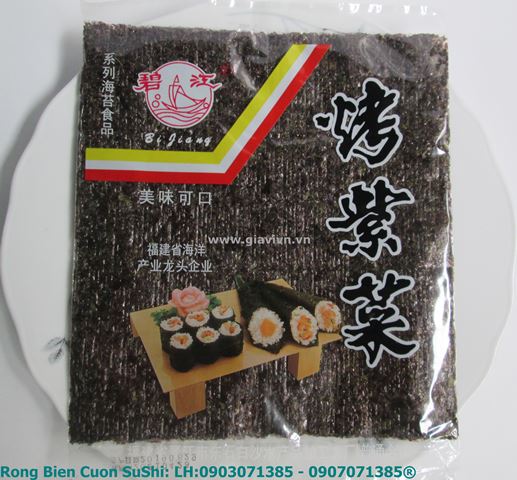 系列海苔食品
碧江
Bi Jiang
美味可口
烤紫菜
www.giavivn.vn
福建省海洋
产业龙头企业
Rong Bien Cuon SuShi: LH:0903071385 - 0907071385®